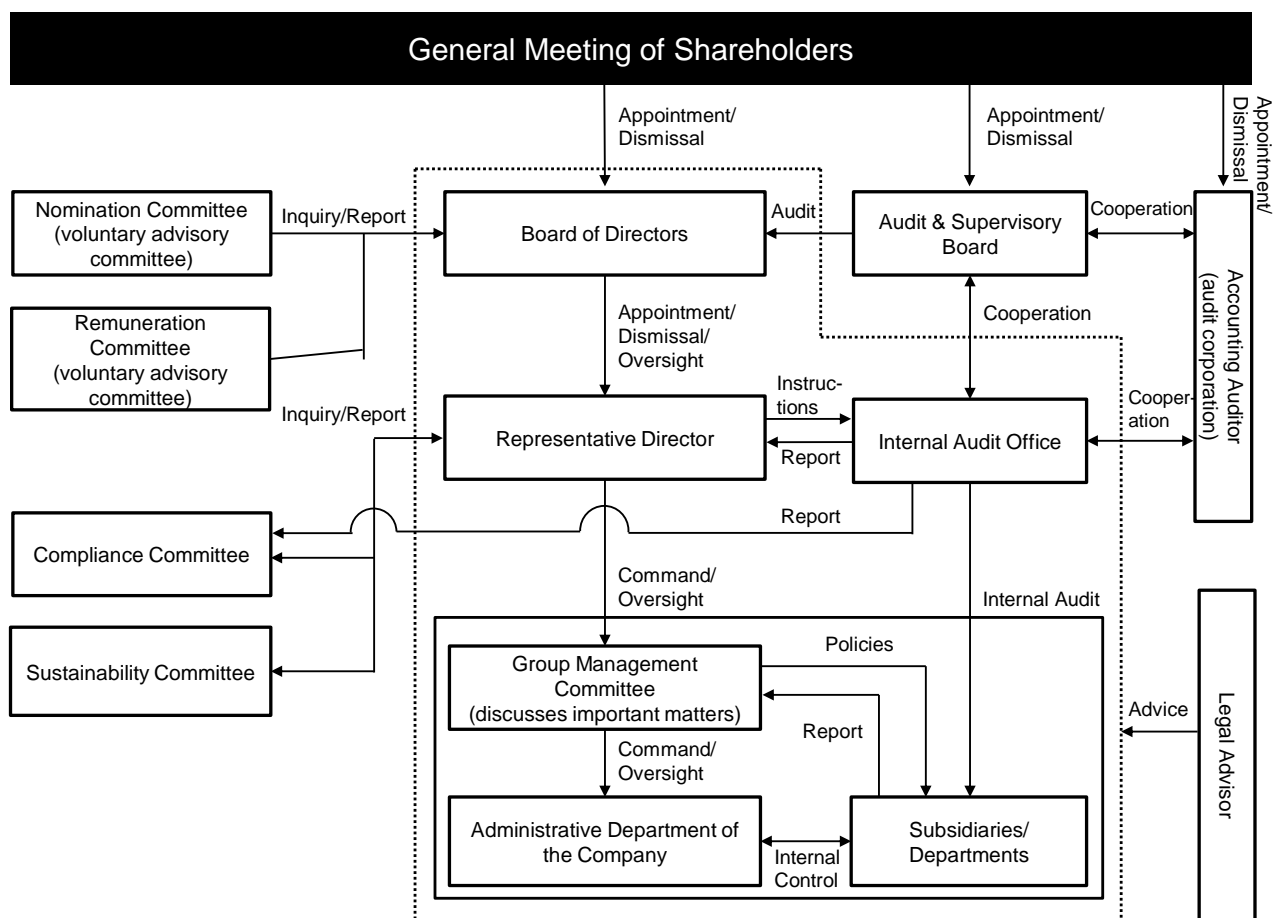 General Meeting of Shareholders
Appointment/
Dismissal
Appointment/
Dismissal
Appointment/
Dismissal
Nomination Committee
(voluntary advisory
committee)
Inquiry/Report
Board of Directors
Audit
Audit & Supervisory
Board
Cooperation
Accounting Auditor
(audit corporation)
Remuneration
Committee
(voluntary advisory
committee)
Appointment/
Dismissal/
Oversight
Cooperation
Inquiry/Report
Representative Director
Instruc-
tions
Report
Internal Audit Office
Cooper-
ation
Report
Compliance Committee
Command/
Oversight
Internal Audit
Sustainability Committee
Group Management
Committee
(discusses important matters)
Policies
Report
Advice
Legal Advisor
Command/
Oversight
Administrative Department of
the Company
Internal
Control
Subsidiaries/
Departments